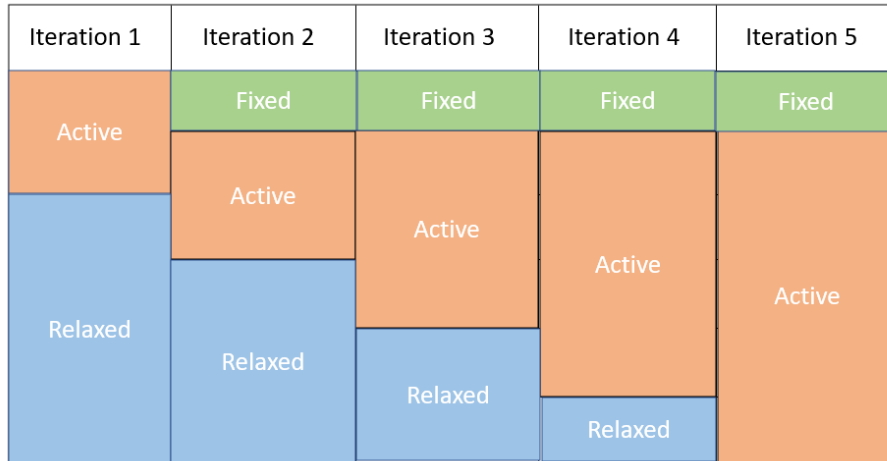 Iteration 1 Iteration 2 Iteration 3 Iteration 4 Iteration 5
Fixed Fixed Fixed Fixed
Active
Active
Active
Active
Active
Relaxed
Relaxed
Relaxed
Relaxed